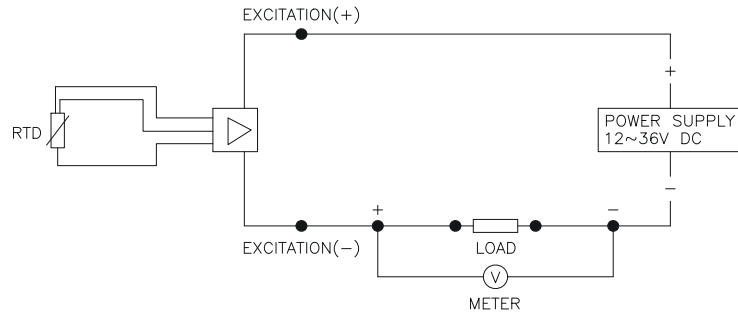 EXCITATION(+)
+
RTD
POWER SUPPLY
12~36V DC
−
+
−
EXCITATION(−)
LOAD
V
METER